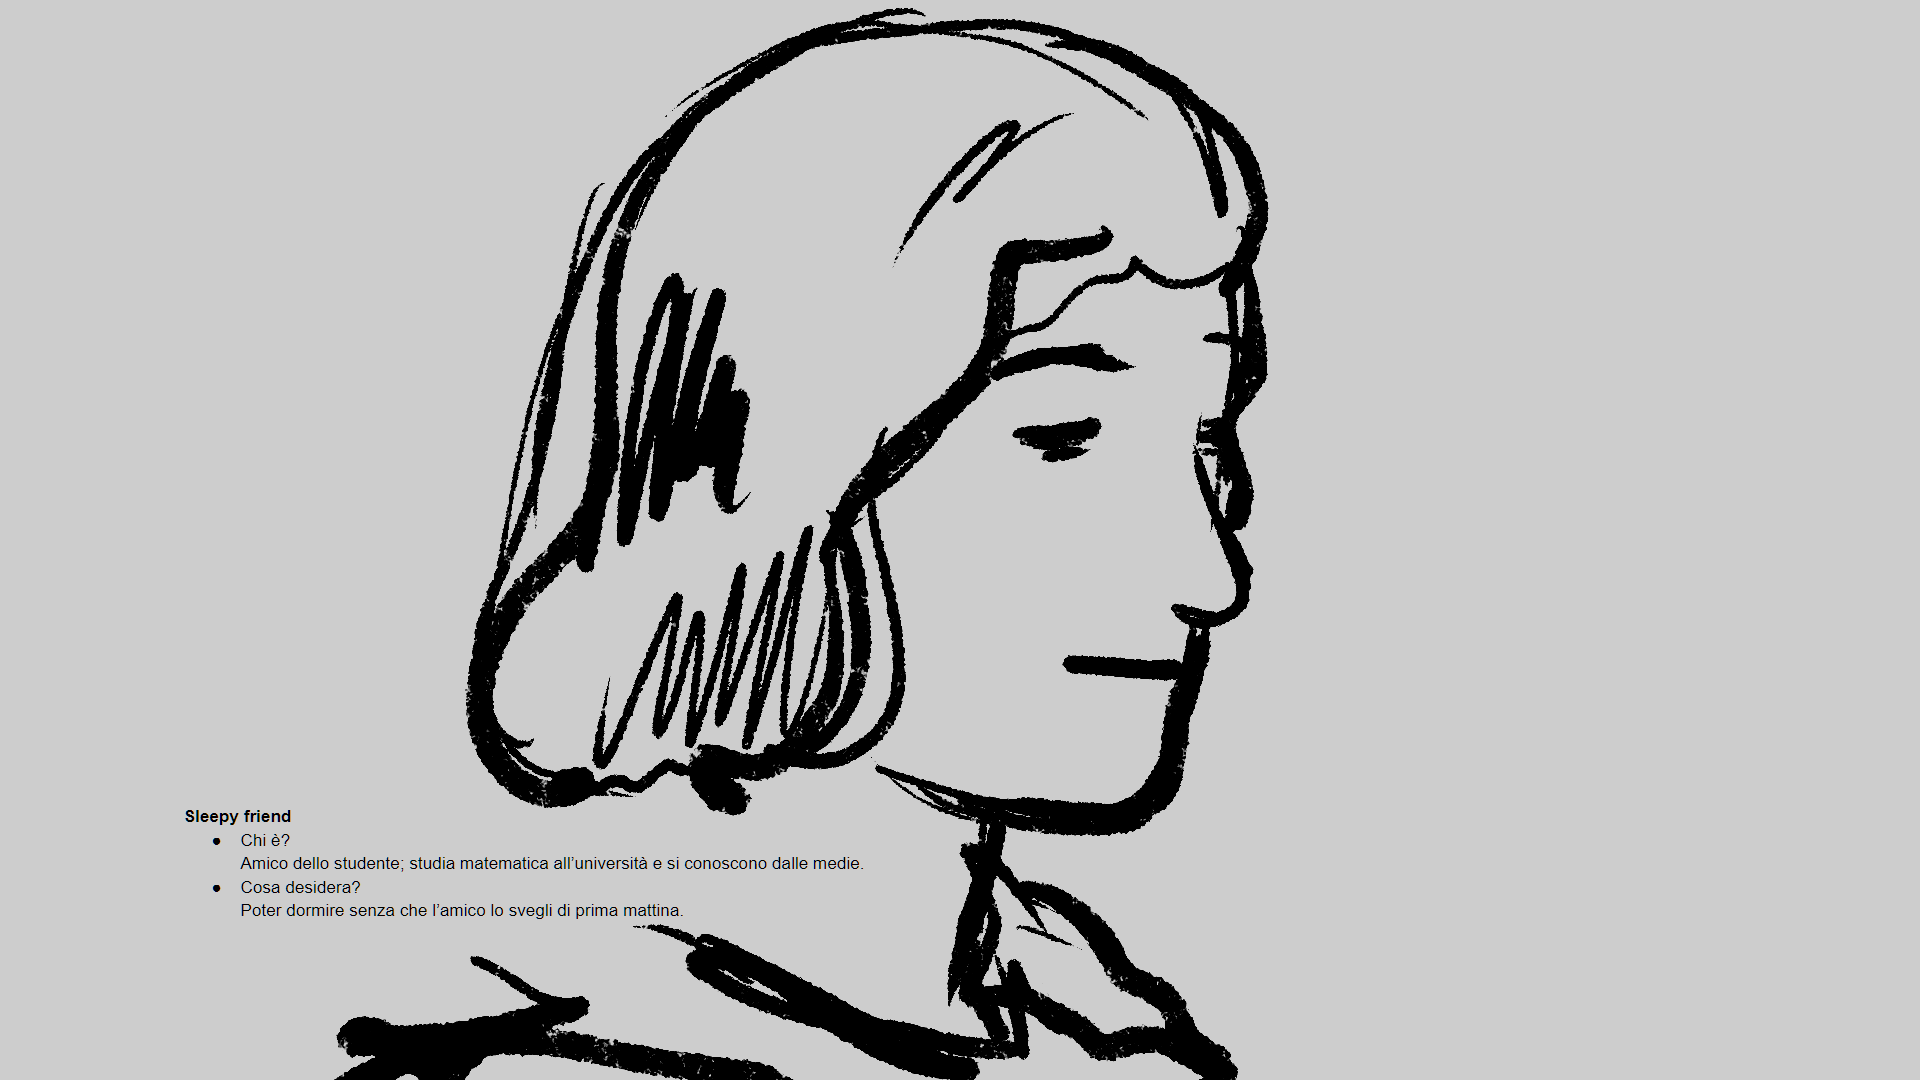 Sleepy friend
● Chi è?
Amico dello studente; studia matematica all’università e si conoscono dalle medie.
● Cosa desidera?
Poter dormire senza che l’amico lo svegli di prima mattina.